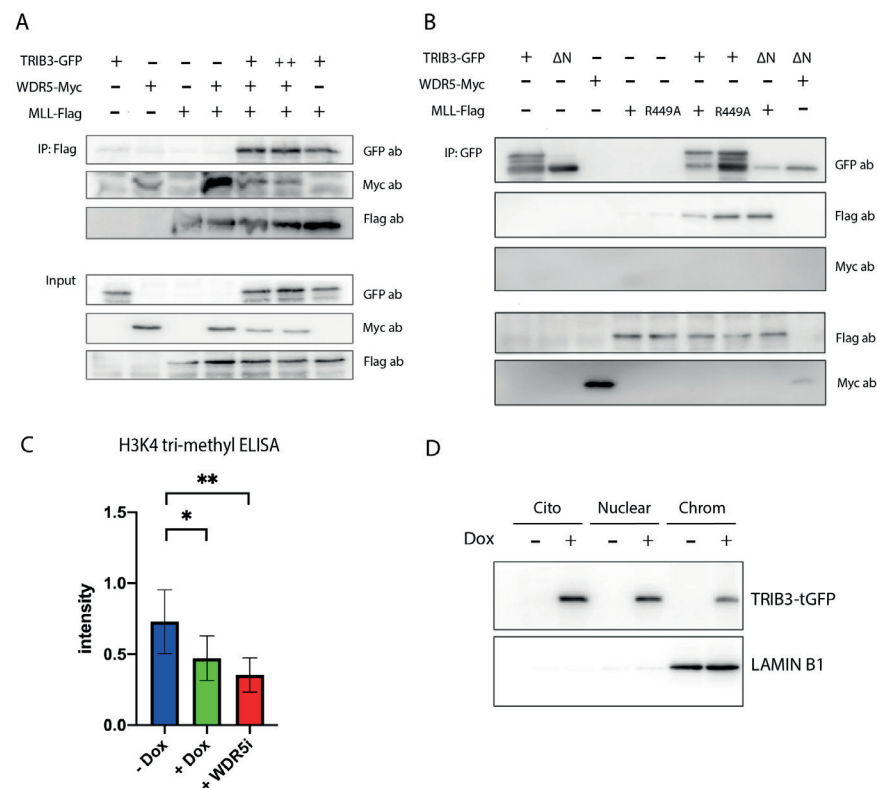 A
TRIB3-GFP + – – – + ++ +
WDR5-Myc – + – + + + –
MLL-Flag – – + + + + +
IP: Flag GFP ab
Myc ab
Flag ab
Input GFP ab
Myc ab
Flag ab
B
TRIB3-GFP + ΔN – – – + + ΔN ΔN
WDR5-Myc – – + – – – – – +
MLL-Flag – – – + R449A + R449A + –
IP: GFP GFP ab
Flag ab
Myc ab
Flag ab
Myc ab
C
H3K4 tri-methyl ELISA
**
*
intensity
1.5
1.0
0.5
0.0
- Dox
+ Dox
+ WDR5i
D
Cito Nuclear Chrom
Dox – + – + – +
TRIB3-tGFP
LAMIN B1